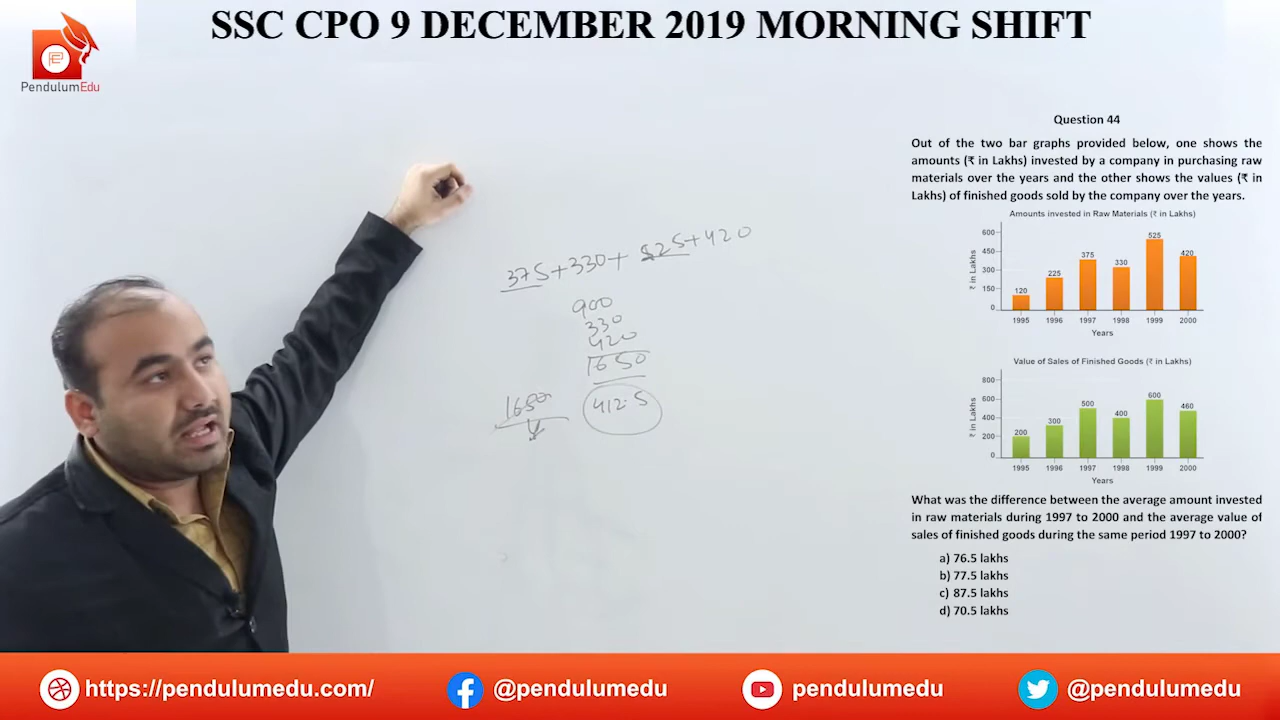 SSC CPO 9 DECEMBER 2019 MORNING SHIFT
PendulumEdu
375+330+525+420
900
330
420
1650
1650
4
412.5
Question 44
Out of the two bar graphs provided below, one shows the
amounts (₹ in Lakhs) invested by a company in purchasing raw
materials over the years and the other shows the values (₹ in
Lakhs) of finished goods sold by the company over the years.
Amounts invested in Raw Materials (₹ in Lakhs)
₹ in Lakhs
600
450
300
150
0
120
225
375
330
525
420
1995 1996 1997 1998 1999 2000
Years
Value of Sales of Finished Goods (₹ in Lakhs)
₹ in Lakhs
800
600
400
200
0
200
300
500
400
600
460
1995 1996 1997 1998 1999 2000
Years
What was the difference between the average amount invested
in raw materials during 1997 to 2000 and the average value of
sales of finished goods during the same period 1997 to 2000?
a) 76.5 lakhs
b) 77.5 lakhs
c) 87.5 lakhs
d) 70.5 lakhs
https://pendulumedu.com/ @pendulumedu pendulumedu @pendulumedu